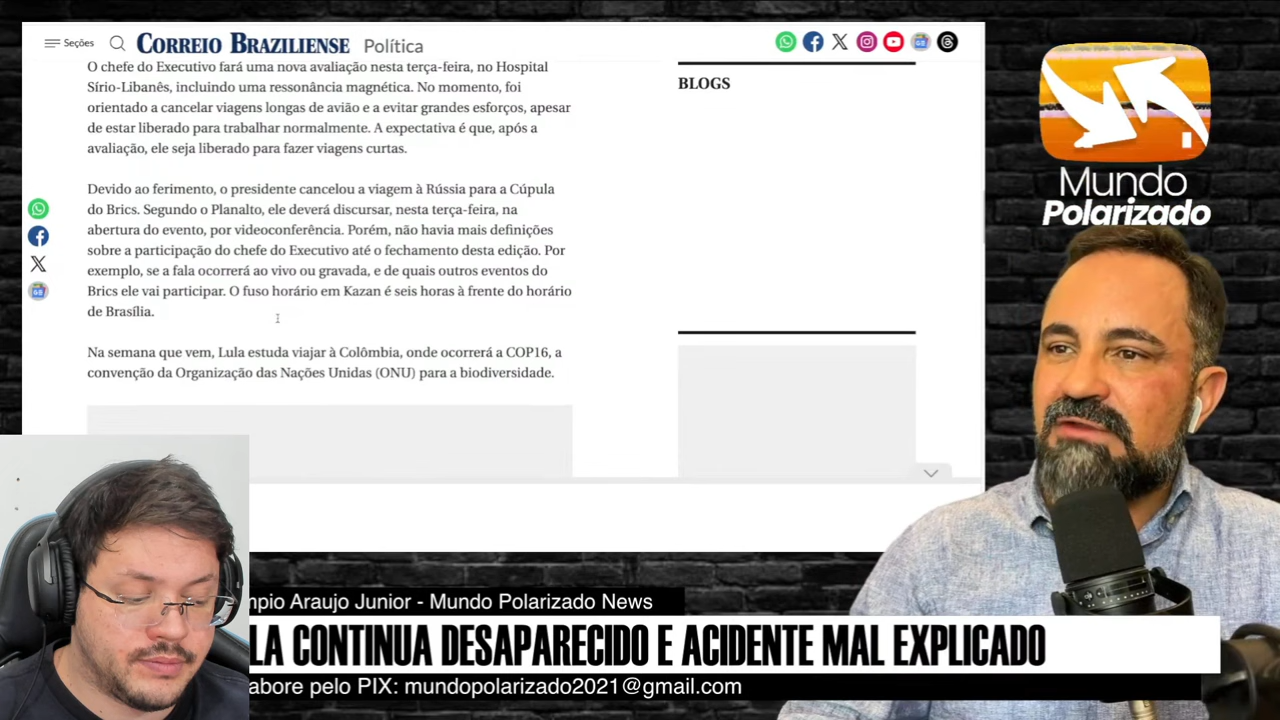 Seções
CORREIO BRAZILIENSE
Política
O chefe do Executivo fará uma nova avaliação nesta terça-feira, no Hospital
Sírio-Libanês, incluindo uma ressonância magnética. No momento, foi
orientado a cancelar viagens longas de avião e a evitar grandes esforços, apesar
de estar liberado para trabalhar normalmente. A expectativa é que, após a
avaliação, ele seja liberado para fazer viagens curtas.
Devido ao ferimento, o presidente cancelou a viagem à Rússia para a Cúpula
do Brics. Segundo o Planalto, ele deverá discursar, nesta terça-feira, na
abertura do evento, por videoconferência. Porém, não havia mais definições
sobre a participação do chefe do Executivo até o fechamento desta edição. Por
exemplo, se a fala ocorrerá ao vivo ou gravada, e de quais outros eventos do
Brics ele vai participar. O fuso horário em Kazan é seis horas à frente do horário
de Brasília.
Na semana que vem, Lula estuda viajar à Colômbia, onde ocorrerá a COP16, a
convenção da Organização das Nações Unidas (ONU) para a biodiversidade.
BLOGS
Mundo
Polarizado
mpio Araujo Junior - Mundo Polarizado News
LA CONTINUA DESAPARECIDO E ACIDENTE MAL EXPLICADO
abore pelo PIX: mundopolarizado2021@gmail.com